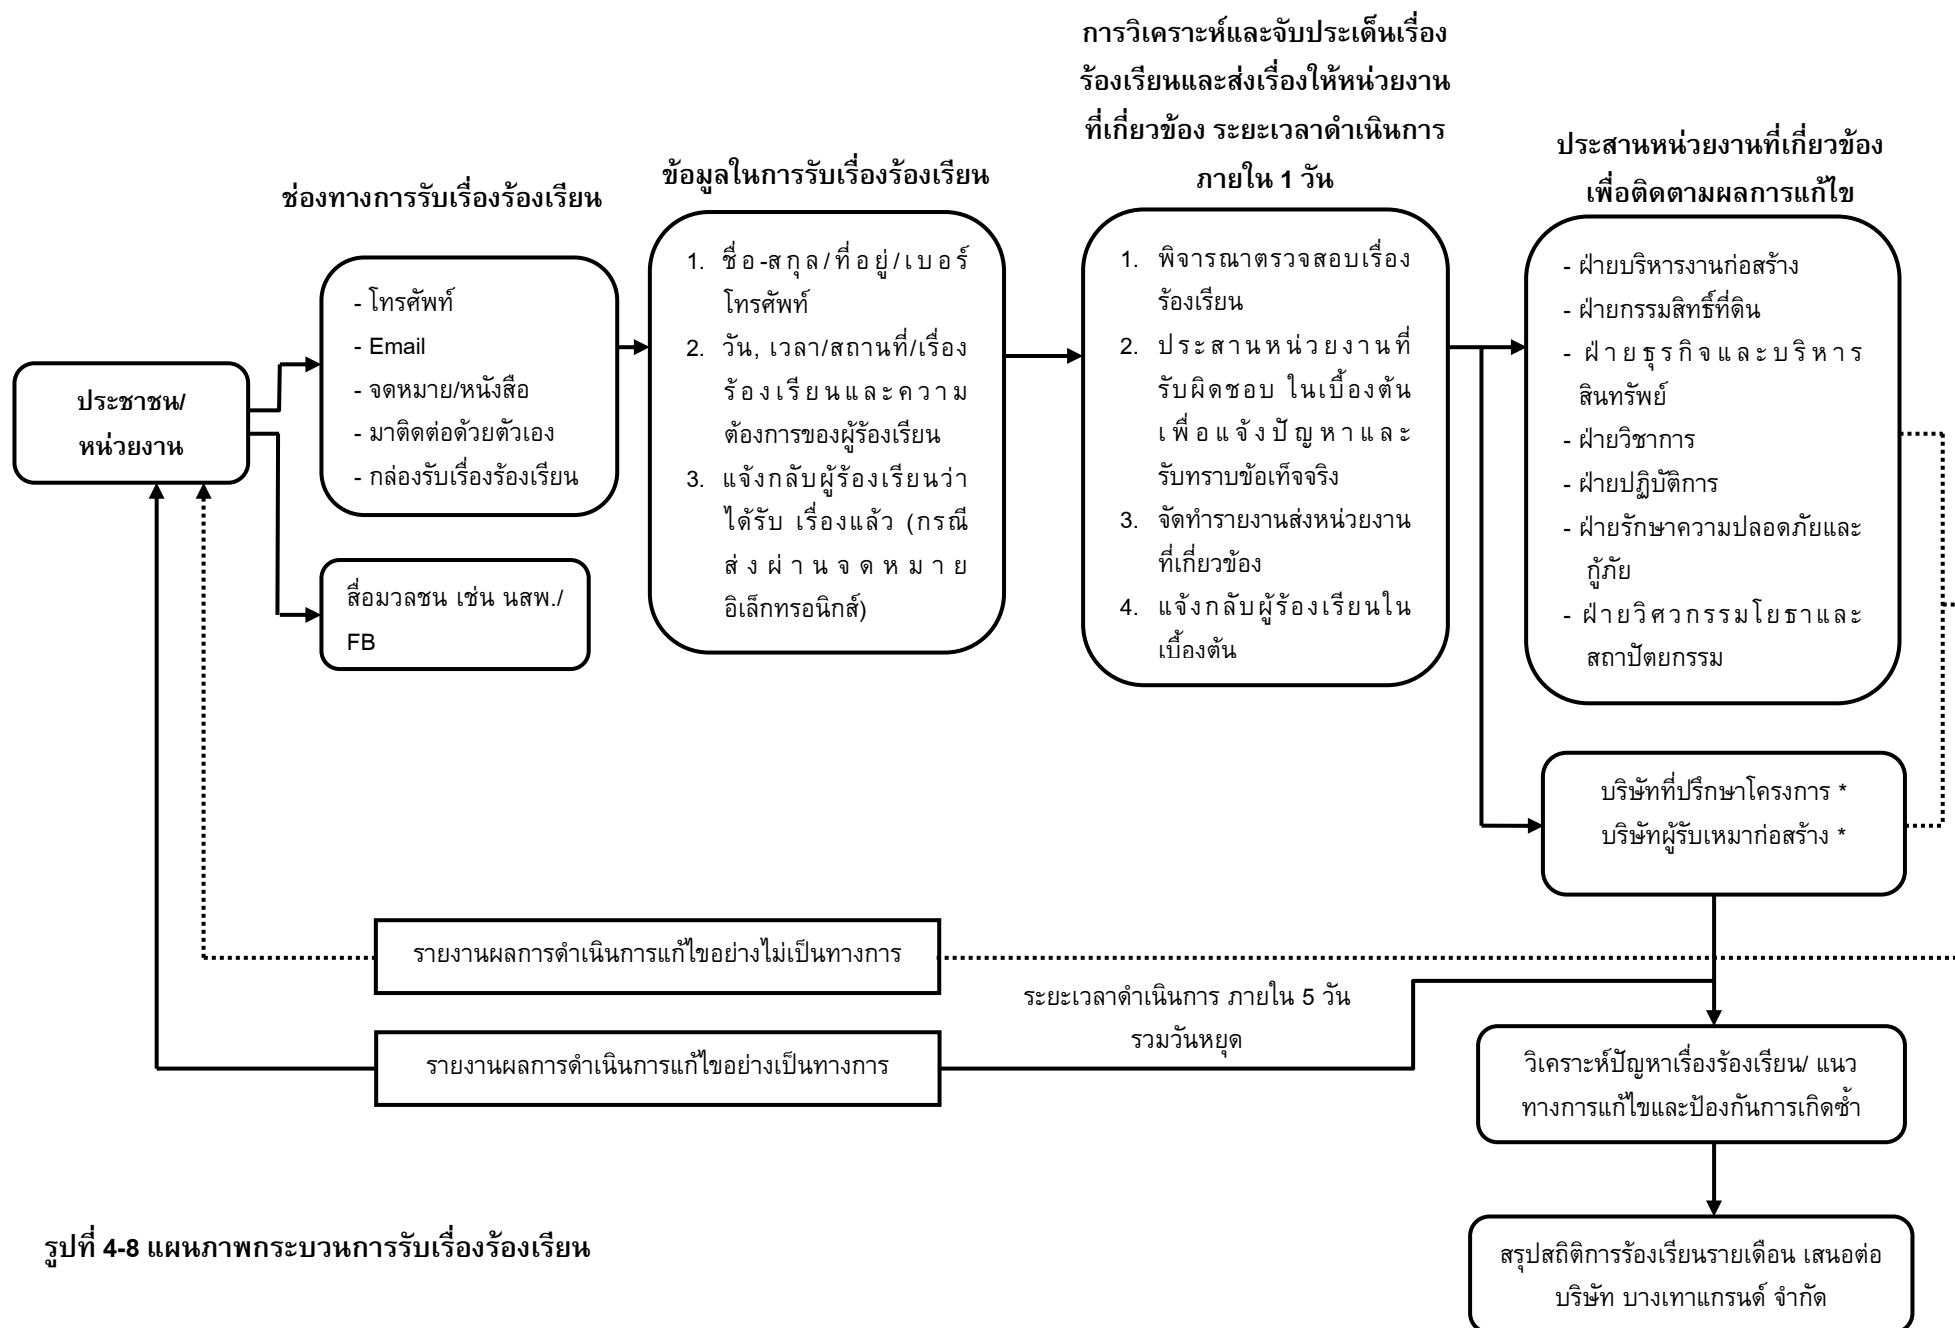 การวิเคราะห์และจับประเด็นเรื่อง
ร้องเรียนและส่งเรื่องให้หน่วยงาน
ที่เกี่ยวข้อง ระยะเวลาดำเนินการ
ภายใน 1 วัน
ประสานหน่วยงานที่เกี่ยวข้อง
เพื่อติดตามผลการแก้ไข
ข้อมูลในการรับเรื่องร้องเรียน
ช่องทางการรับเรื่องร้องเรียน
ประชาชน/
หน่วยงาน
- โทรศัพท์
- Email
- จดหมาย/หนังสือ
- มาติดต่อด้วยตัวเอง
- กล่องรับเรื่องร้องเรียน
สื่อมวลชน เช่น นสพ./
FB
1. ชื่อ-สกุล/ที่อยู่/เบอร์
โทรศัพท์
2. วัน, เวลา/สถานที่/เรื่อง
ร้องเรียนและความ
ต้องการของผู้ร้องเรียน
3. แจ้งกลับผู้ร้องเรียนว่า
ได้รับ เรื่องแล้ว (กรณี
ส่งผ่านจดหมาย
อิเล็กทรอนิกส์)
1. พิจารณาตรวจสอบเรื่อง
ร้องเรียน
2. ประสานหน่วยงานที่
รับผิดชอบ ในเบื้องต้น
เพื่อแจ้งปัญหาและ
รับทราบข้อเท็จจริง
3. จัดทำรายงานส่งหน่วยงาน
ที่เกี่ยวข้อง
4. แจ้งกลับผู้ร้องเรียนใน
เบื้องต้น
- ฝ่ายบริหารงานก่อสร้าง
- ฝ่ายกรรมสิทธิ์ที่ดิน
- ฝ่ายธุรกิจและบริหาร
สินทรัพย์
- ฝ่ายวิชาการ
- ฝ่ายปฏิบัติการ
- ฝ่ายรักษาความปลอดภัยและ
กู้ภัย
- ฝ่ายวิศวกรรมโยธาและ
สถาปัตยกรรม
บริษัทที่ปรึกษาโครงการ *
บริษัทผู้รับเหมาก่อสร้าง *
รายงานผลการดำเนินการแก้ไขอย่างไม่เป็นทางการ
ระยะเวลาดำเนินการ ภายใน 5 วัน
รวมวันหยุด
รายงานผลการดำเนินการแก้ไขอย่างเป็นทางการ
วิเคราะห์ปัญหาเรื่องร้องเรียน/ แนว
ทางการแก้ไขและป้องกันการเกิดซ้ำ
สรุปสถิติการร้องเรียนรายเดือน เสนอต่อ
บริษัท บางเทาแกรนด์ จำกัด
รูปที่ 4-8 แผนภาพกระบวนการรับเรื่องร้องเรียน